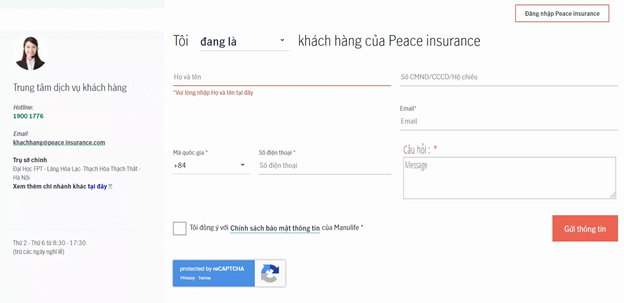 Đăng nhập Peace insurance
Tôi đang là khách hàng của Peace insurance
Trung tâm dịch vụ khách hàng
Hotline:
1900 1776
Email
khachhang@peace insurance.com
Trụ sở chính
Đại Học FPT - Láng Hòa Lạc- Thạch Hòa Thạch Thất -
Hà Nội
Xem thêm chi nhánh khác tại đây !!
Thứ 2 - Thứ 6 từ 8:30 - 17:30
(trừ các ngày nghỉ lễ)
Họ và tên
*Vui lòng nhập Họ và tên tại đây
Số CMND/CCCD/Hộ chiếu
Email*
Email
Mã quốc gia *
+84
Số điện thoại *
Số điện thoại
Câu hỏi : *
Message
Tôi đồng ý với Chính sách bảo mật thông tin của Manulife *
Gửi thông tin
protected by reCAPTCHA
Privacy - Terms